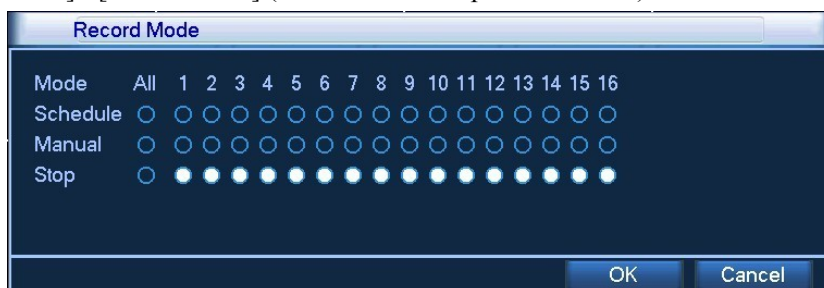 Record Mode
Mode All 1 2 3 4 5 6 7 8 9 10 11 12 13 14 15 16
Schedule
Manual
Stop
OK Cancel